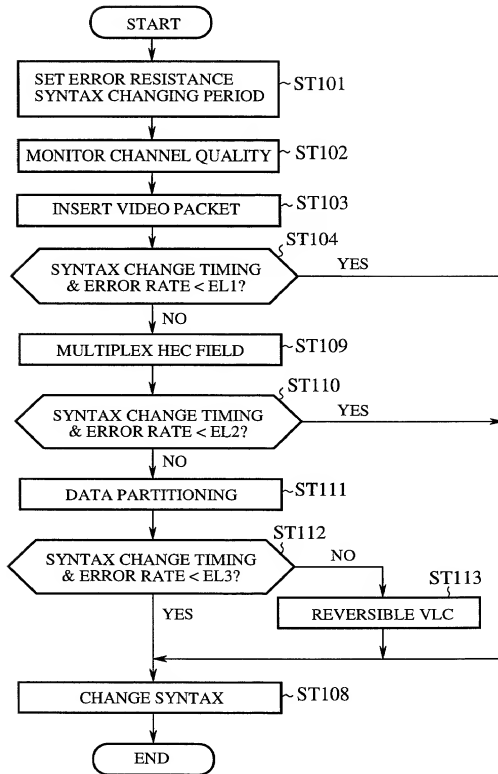 START
SET ERROR RESISTANCE
SYNTAX CHANGING PERIOD
ST101
MONITOR CHANNEL QUALITY
ST102
INSERT VIDEO PACKET
ST103
ST104
SYNTAX CHANGE TIMING
& ERROR RATE < EL1?
YES
NO
MULTIPLEX HEC FIELD
ST109
ST110
SYNTAX CHANGE TIMING
& ERROR RATE < EL2?
YES
NO
DATA PARTITIONING
ST111
ST112
SYNTAX CHANGE TIMING
& ERROR RATE < EL3?
NO
ST113
REVERSIBLE VLC
YES
CHANGE SYNTAX
ST108
END